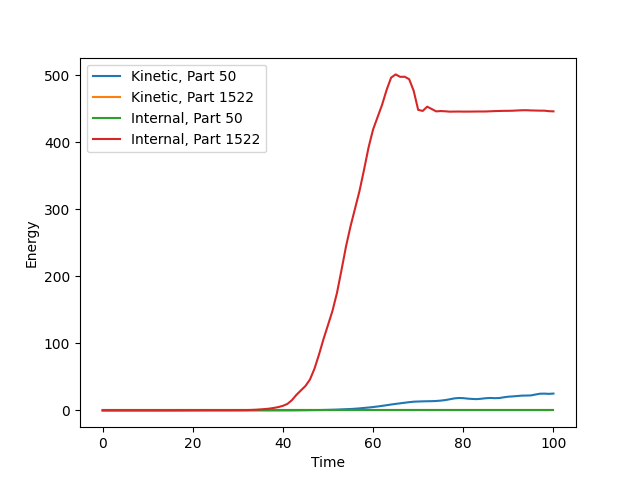 Kinetic, Part 50
Kinetic, Part 1522
Internal, Part 50
Internal, Part 1522
500
400
300
200
100
0
Energy
0 20 40 60 80 100
Time